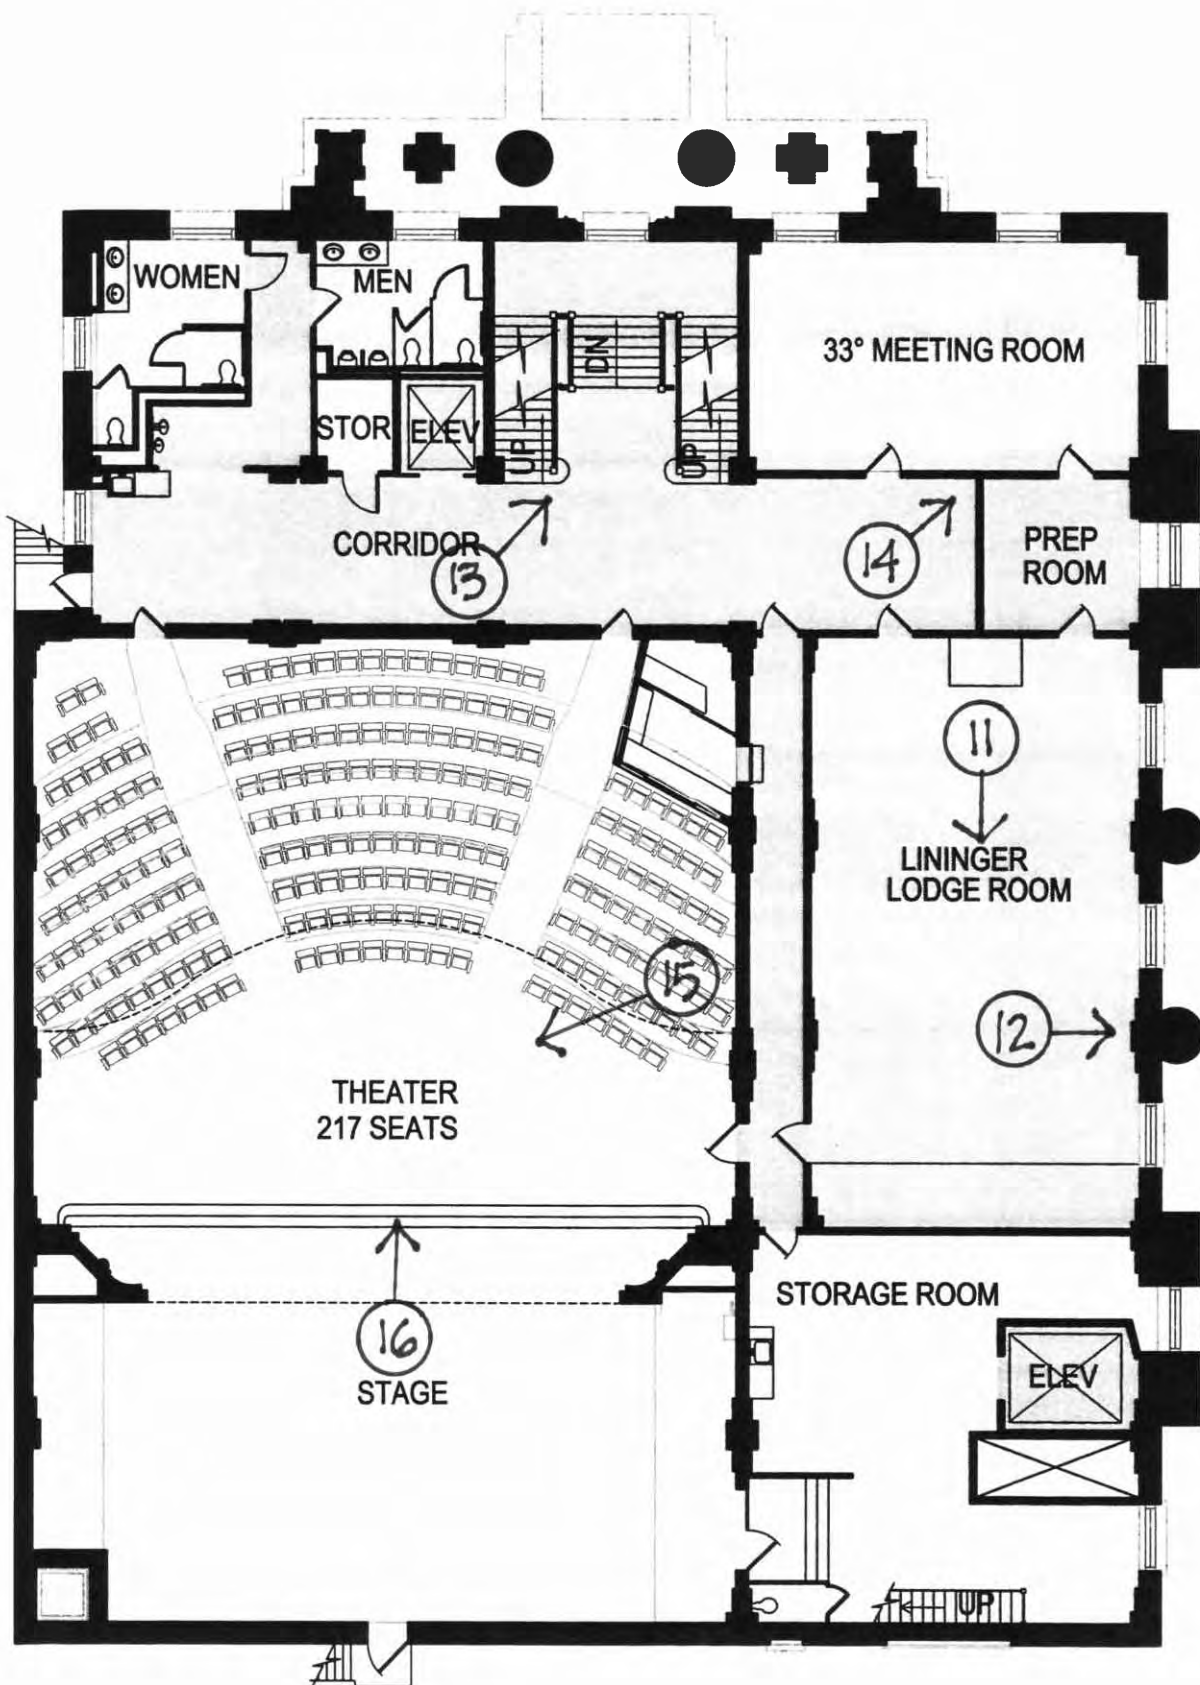 WOMEN
MEN
DN
33° MEETING ROOM
STOR
ELEV
UP
UP
CORRIDOR
13
14
PREP
ROOM
11
LININGER
LODGE ROOM
15
12
THEATER
217 SEATS
STORAGE ROOM
16
STAGE
ELEV
UP